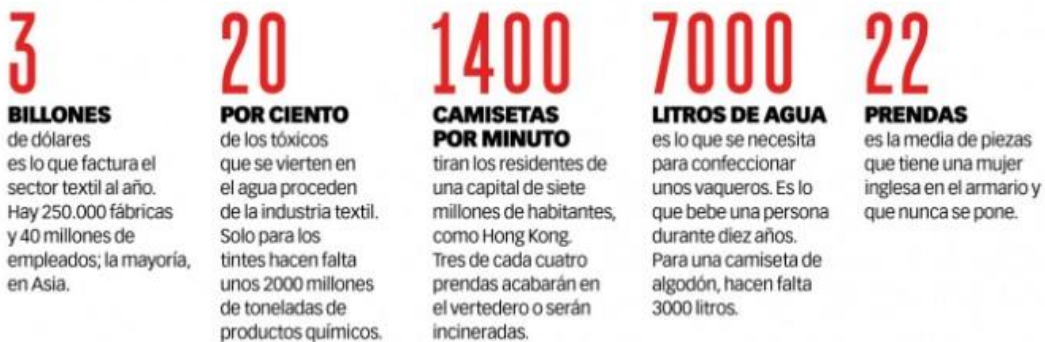 3
BILLONES
de dólares
es lo que factura el
sector textil al año.
Hay 250.000 fábricas
y 40 millones de
empleados; la mayoría,
en Asia.
20
POR CIENTO
de los tóxicos
que se vierten en
el agua proceden
de la industria textil.
Solo para los
tintes hacen falta
unos 2000 millones
de toneladas de
productos químicos.
1400
CAMISETAS
POR MINUTO
tiran los residentes de
una capital de siete
millones de habitantes,
como Hong Kong.
Tres de cada cuatro
prendas acabarán en
el vertedero o serán
incineradas.
7000
LITROS DE AGUA
es lo que se necesita
para confeccionar
unos vaqueros. Es lo
que bebe una persona
durante diez años.
Para una camiseta de
algodón, hacen falta
3000 litros.
22
PRENDAS
es la media de piezas
que tiene una mujer
inglesa en el armario y
que nunca se pone.